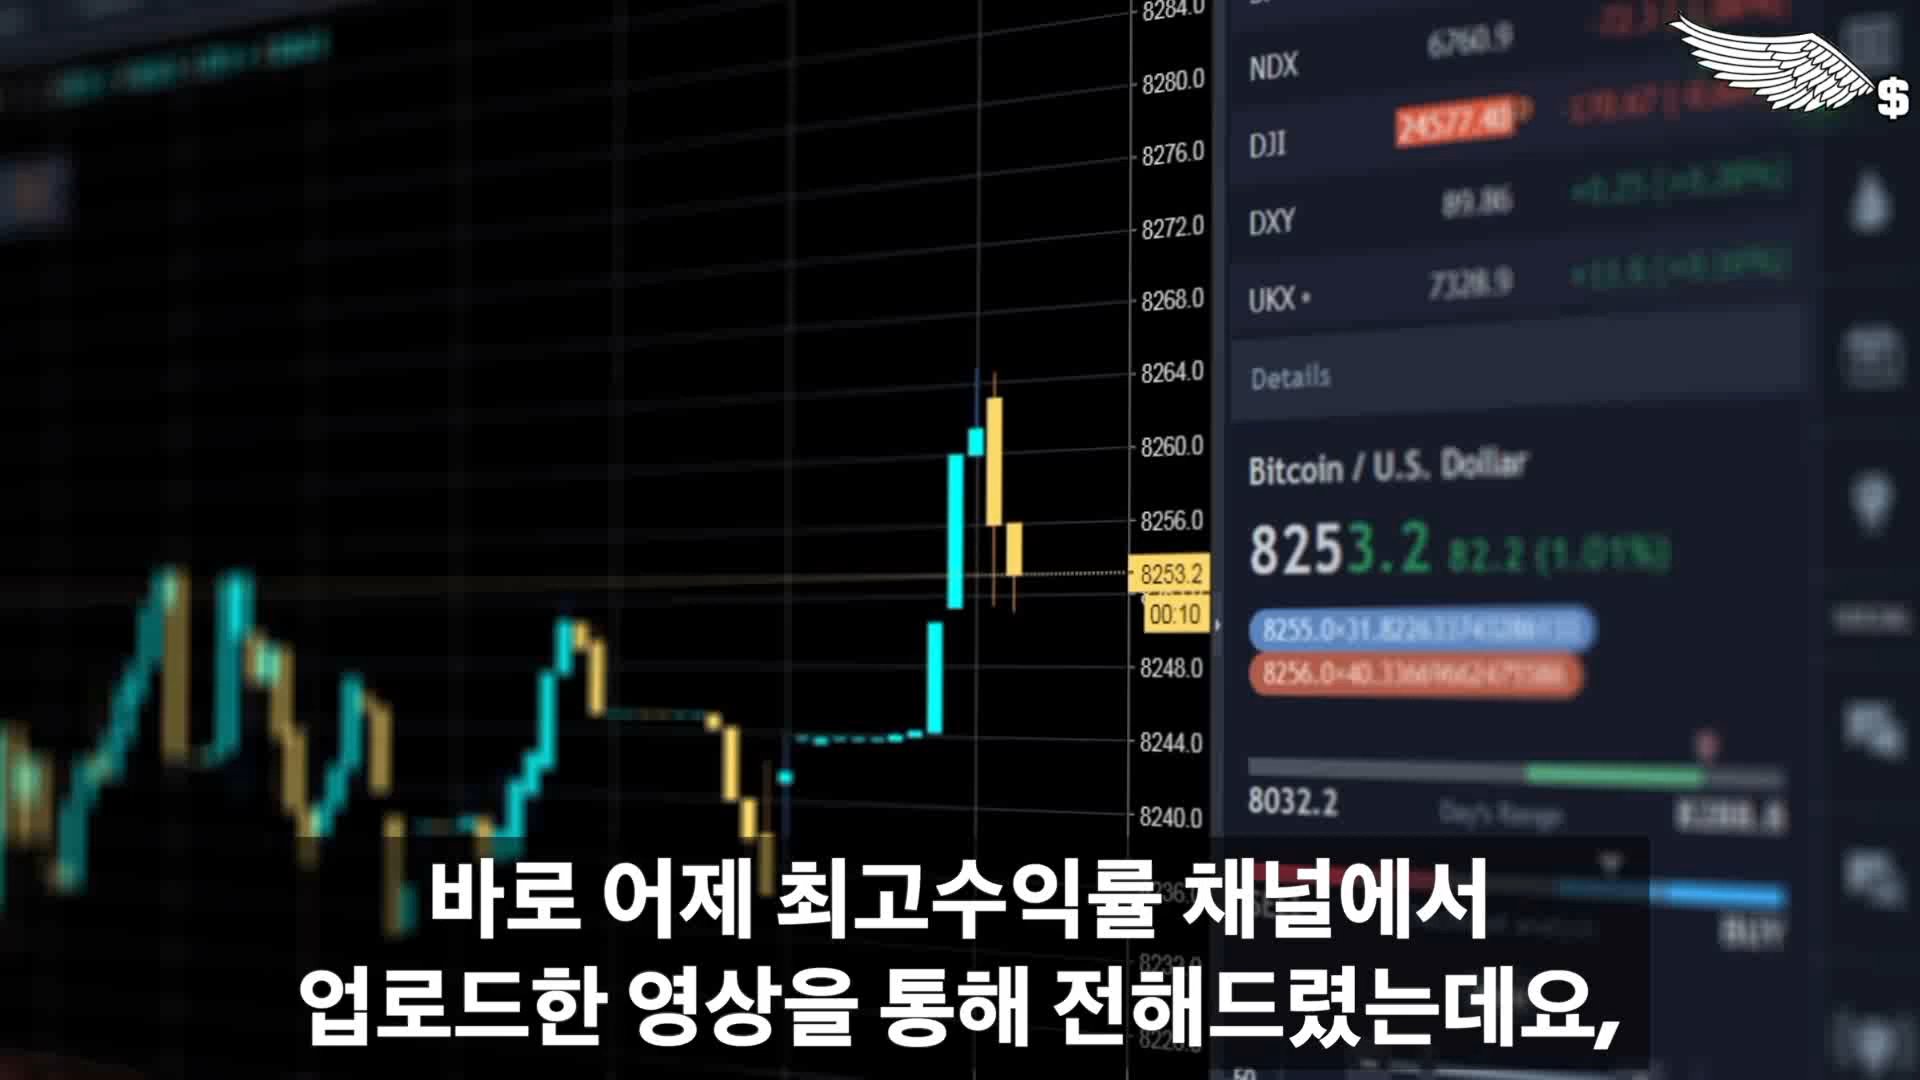 8284.0
8280.0
8276.0
8272.0
8268.0
8264.0
8260.0
8256.0
8253.2
00:10
8248.0
8244.0
8240.0
NDX 6760.9
DJI 24577.40
DXY 89.86
UKX 7328.9
Details
Bitcoin / U.S. Dollar
8253.2 82.2 (1.01%)
8032.2 Day's Range
BUY
$
바로 어제 최고수익률 채널에서
업로드한 영상을 통해 전해드렸는데요,